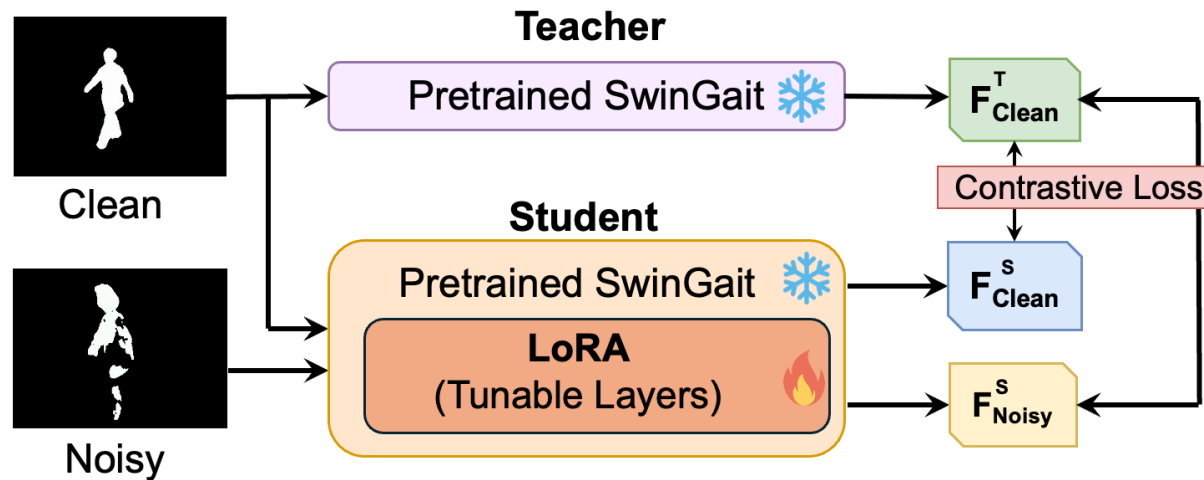 Teacher
Pretrained SwinGait
F^T_Clean
Clean
Contrastive Loss
Student
Pretrained SwinGait
F^S_Clean
LoRA
(Tunable Layers)
F^S_Noisy
Noisy